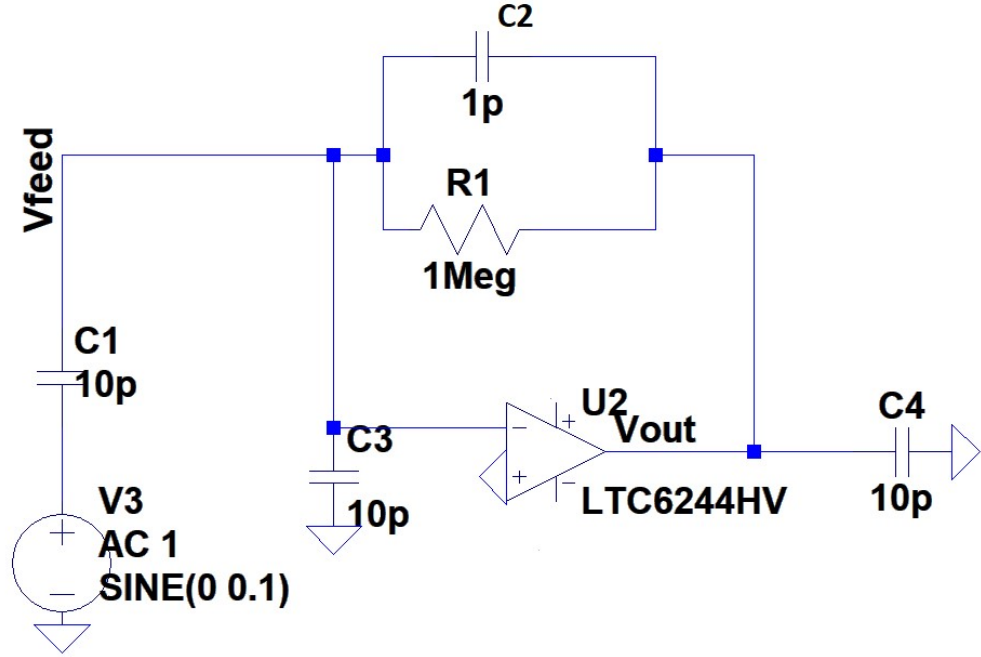 C2
1p
Vfeed
R1
1Meg
C1
10p
C3
10p
U2
Vout
LTC6244HV
C4
10p
V3
AC 1
SINE(0 0.1)